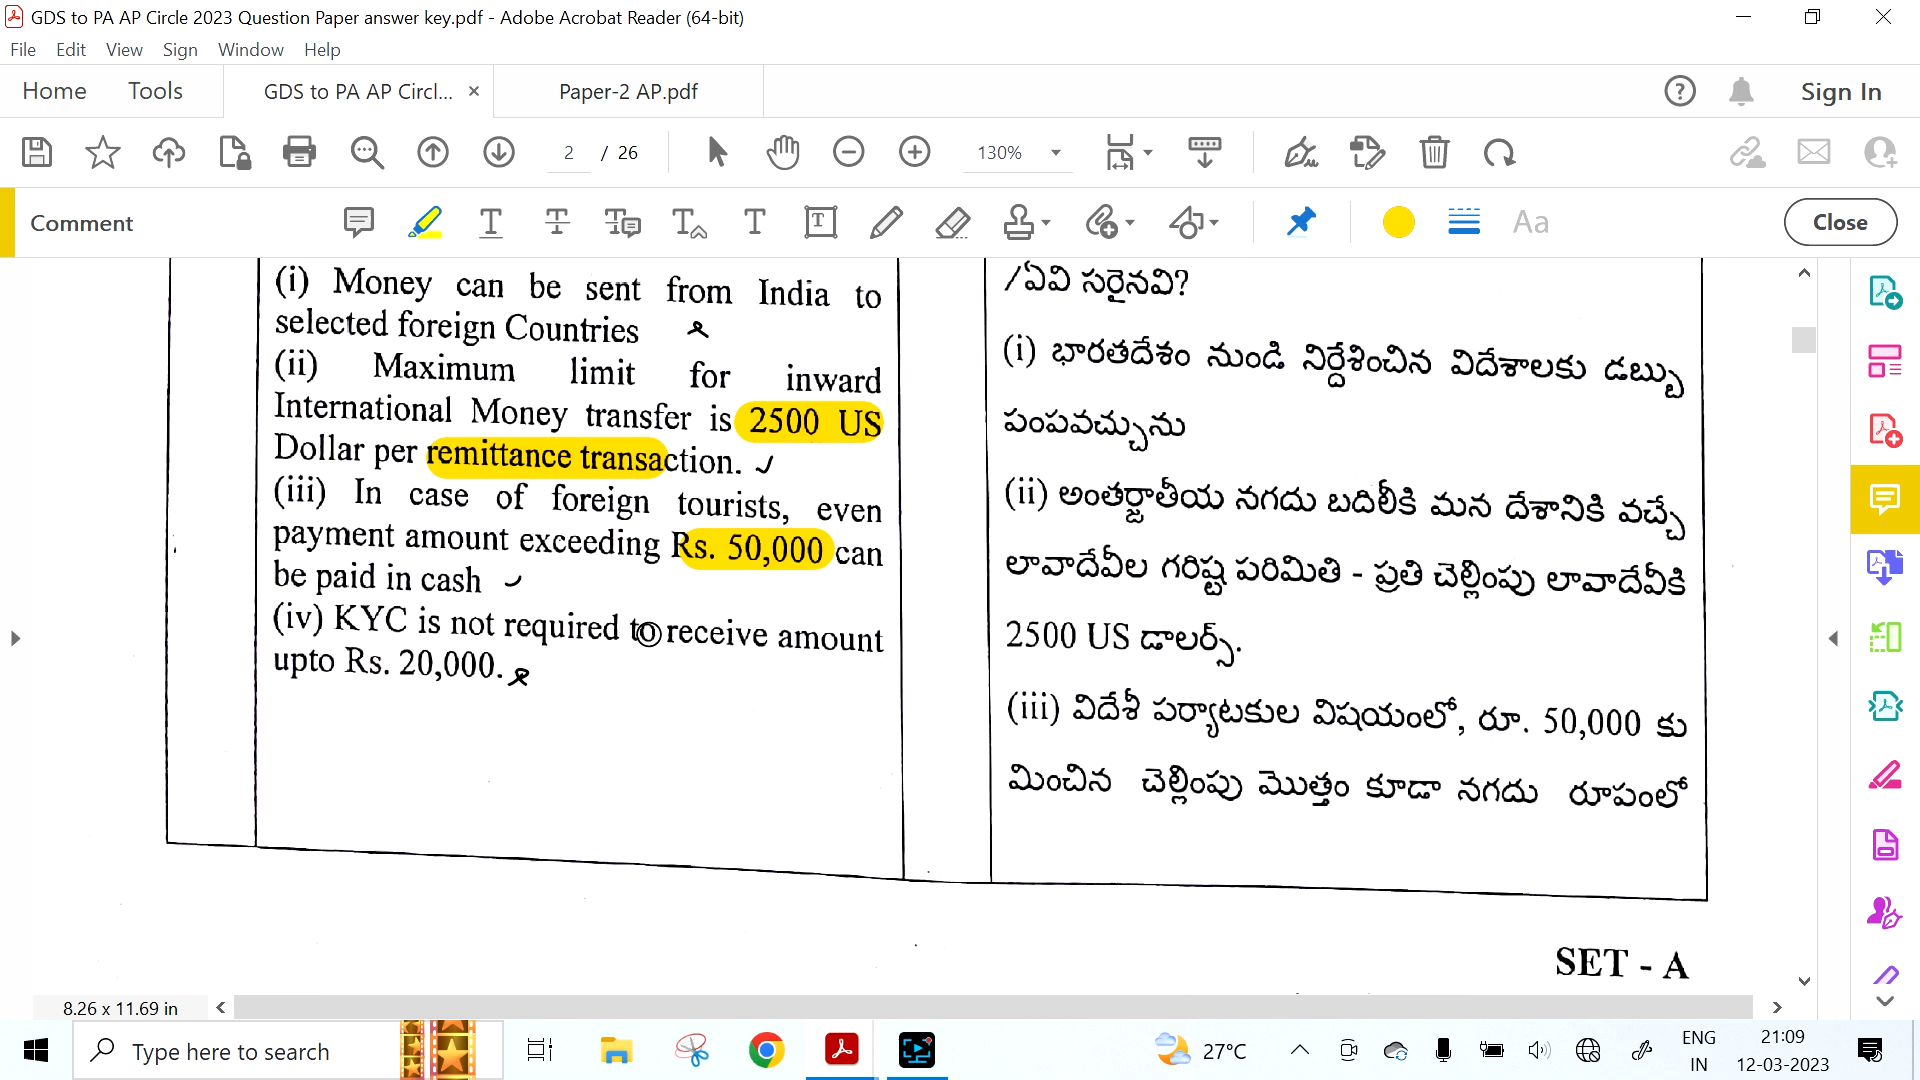 GDS to PA AP Circle 2023 Question Paper answer key.pdf - Adobe Acrobat Reader (64-bit)
File Edit View Sign Window Help
Home Tools GDS to PA AP Circl... × Paper-2 AP.pdf Sign In
2 / 26 130%
Comment Aa Close
(i) Money can be sent from India to
selected foreign Countries
(ii) Maximum limit for inward
International Money transfer is 2500 US
Dollar per remittance transaction.
(iii) In case of foreign tourists, even
payment amount exceeding Rs. 50,000 can
be paid in cash
(iv) KYC is not required to receive amount
upto Rs. 20,000.
/ఏవి సరైనవి?
(i) భారతదేశం నుండి నిర్దేశించిన విదేశాలకు డబ్బు
పంపవచ్చును
(ii) అంతర్జాతీయ నగదు బదిలీకి మన దేశానికి వచ్చే
లావాదేవీల గరిష్ట పరిమితి - ప్రతి చెల్లింపు లావాదేవీకి
2500 US డాలర్స్.
(iii) విదేశీ పర్యాటకుల విషయంలో, రూ. 50,000 కు
మించిన చెల్లింపు మొత్తం కూడా నగదు రూపంలో
SET - A
8.26 x 11.69 in
Type here to search
27°C
ENG
IN
21:09
12-03-2023